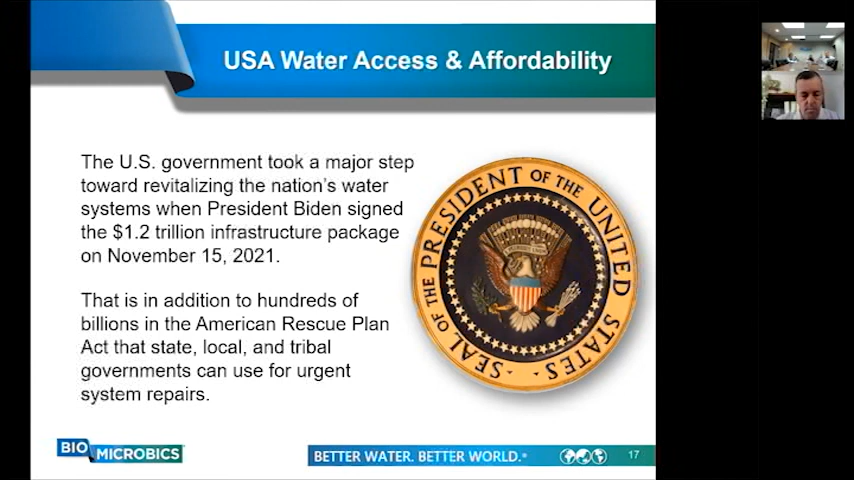 USA Water Access & Affordability
The U.S. government took a major step
toward revitalizing the nation's water
systems when President Biden signed
the $1.2 trillion infrastructure package
on November 15, 2021.
That is in addition to hundreds of
billions in the American Rescue Plan
Act that state, local, and tribal
governments can use for urgent
system repairs.
SEAL OF THE PRESIDENT OF THE UNITED STATES
BIO
MICROBICS
BETTER WATER. BETTER WORLD.®
17